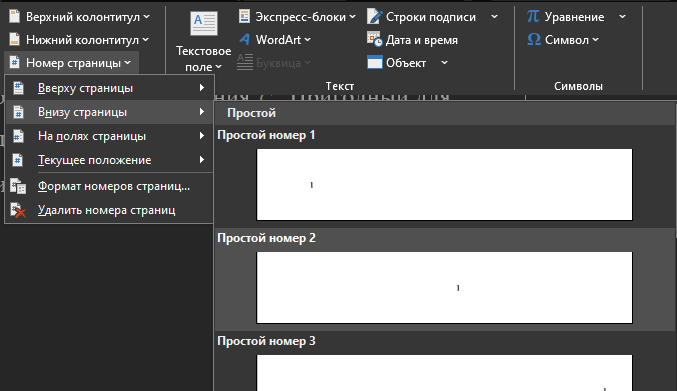 Верхний колонтитул
Экспресс-блоки
Строки подписи
Уравнение
Нижний колонтитул
WordArt
Дата и время
Символ
Номер страницы
Текстовое
поле
Буквица
Объект
Текст
Символы
Вверху страницы
Пригодный для
Внизу страницы
На полях страницы
Текущее положение
Формат номеров страниц...
Удалить номера страниц
Простой
Простой номер 1
1
Простой номер 2
1
Простой номер 3